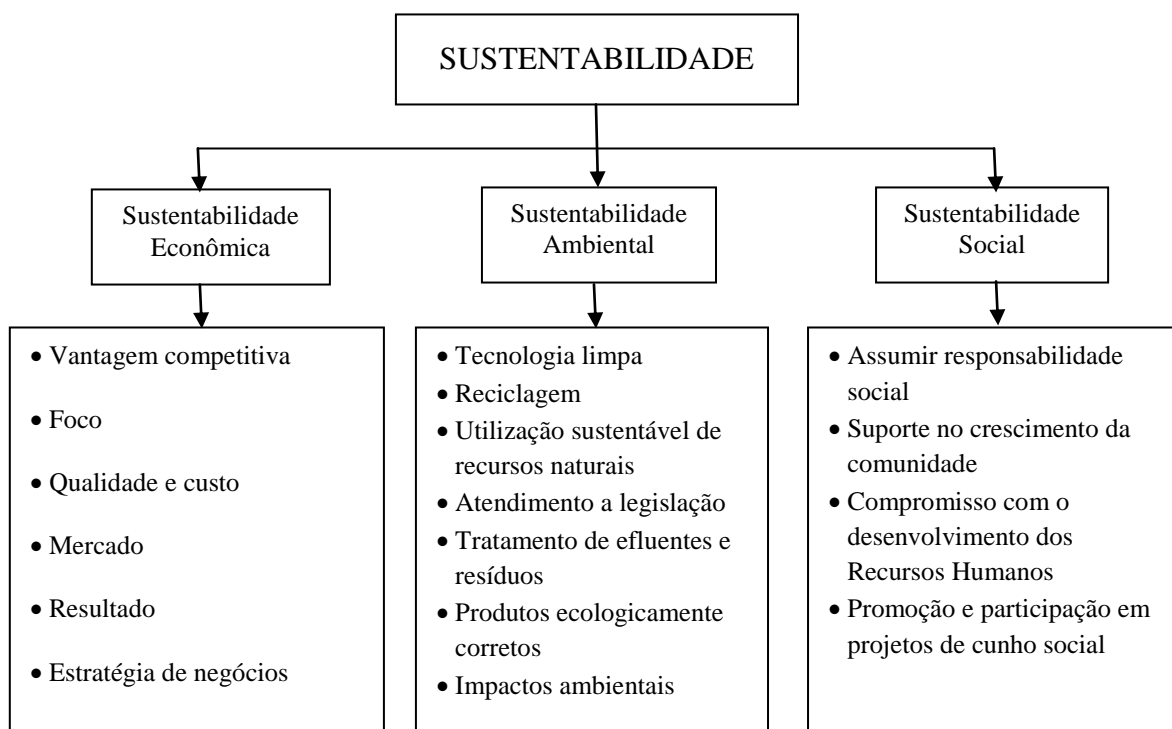 SUSTENTABILIDADE
Sustentabilidade
Econômica
Sustentabilidade
Ambiental
Sustentabilidade
Social
• Vantagem competitiva
• Foco
• Qualidade e custo
• Mercado
• Resultado
• Estratégia de negócios
• Tecnologia limpa
• Reciclagem
• Utilização sustentável de
recursos naturais
• Atendimento a legislação
• Tratamento de efluentes e
resíduos
• Produtos ecologicamente
corretos
• Impactos ambientais
• Assumir responsabilidade
social
• Suporte no crescimento da
comunidade
• Compromisso com o
desenvolvimento dos
Recursos Humanos
• Promoção e participação em
projetos de cunho social